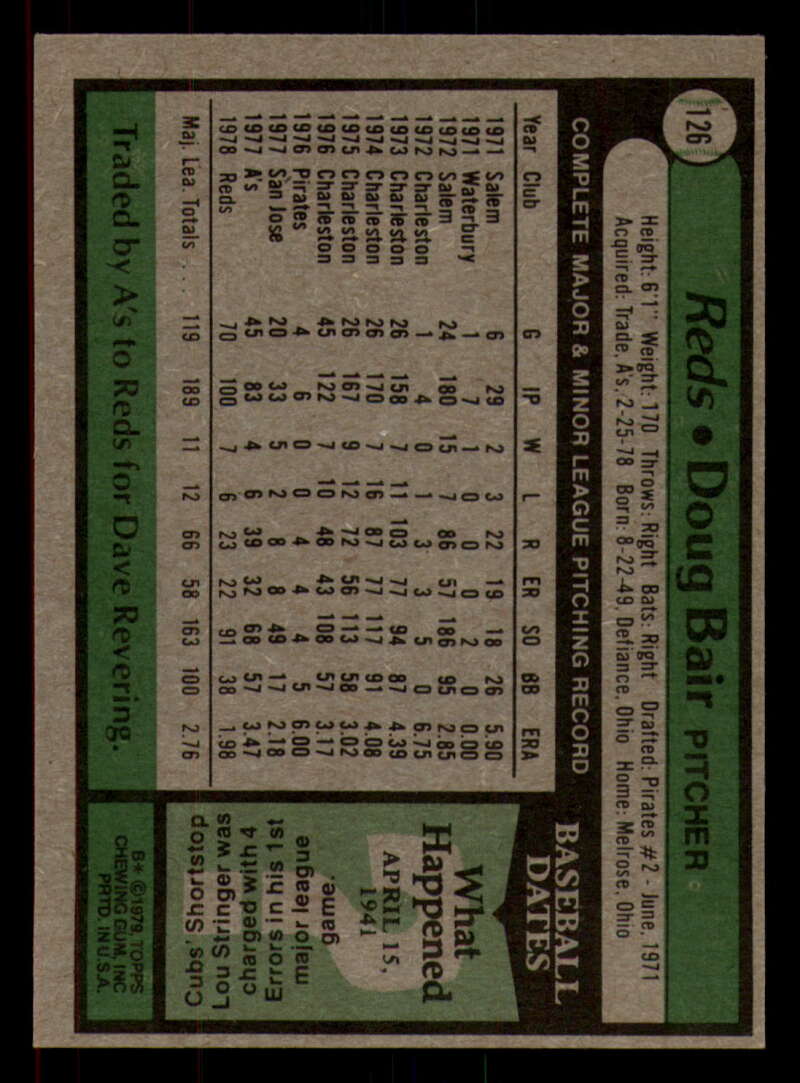 126
Reds • Doug Bair PITCHER
Height: 6'1" Weight: 170 Throws: Right Bats: Right Drafted: Pirates #2 - June, 1971
Acquired: Trade, A's, 2-25-78 Born: 8-22-49, Defiance, Ohio Home: Melrose, Ohio
COMPLETE MAJOR & MINOR LEAGUE PITCHING RECORD
Year Club G IP W L R ER SO BB ERA
1971 Salem 6 29 2 3 22 19 18 26 5.90
1971 Waterbury 1 7 1 0 0 0 2 0 0.00
1972 Salem 24 180 15 7 86 57 186 95 2.85
1972 Charleston 1 4 0 1 3 3 5 0 6.75
1973 Charleston 26 158 7 11 103 77 94 87 4.39
1974 Charleston 26 170 7 16 87 77 117 91 4.08
1975 Charleston 26 167 9 12 72 56 113 58 3.02
1976 Charleston 45 122 7 10 48 43 108 57 3.17
1976 Pirates 4 6 0 0 4 4 4 5 6.00
1977 San Jose 20 33 5 2 8 8 49 17 2.18
1977 A's 45 83 4 6 39 32 68 57 3.47
1978 Reds 70 100 7 6 23 22 91 38 1.98
Maj. Lea. Totals . . . . 119 189 11 12 66 58 163 100 2.76
Traded by A's to Reds for Dave Revering.
BASEBALL
DATES
What
Happened
APRIL 15,
1941
Cubs' Shortstop
Lou Stringer was
charged with 4
Errors in his 1st
major league
game.
B* © 1979, TOPPS
CHEWING GUM, INC
PRTD. IN U.S.A.